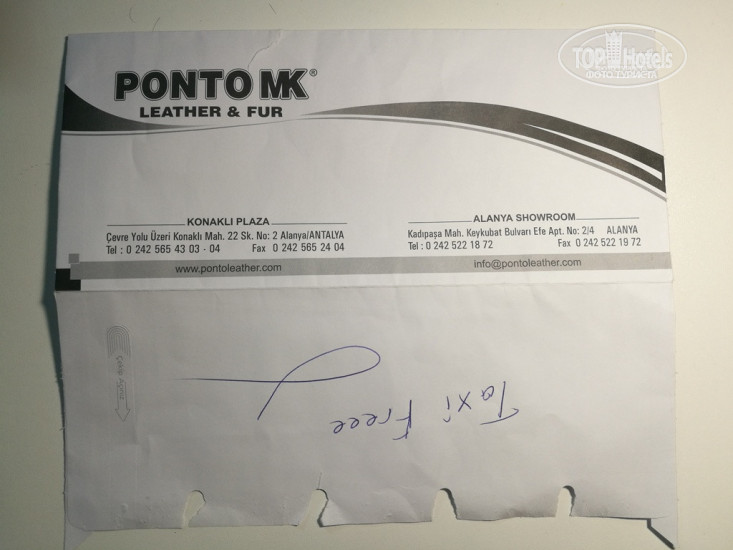 TOP Hotels
ФОТО ТУРИСТА
PONTO MK®
LEATHER & FUR
KONAKLI PLAZA
Çevre Yolu Üzeri Konaklı Mah. 22 Sk. No: 2 Alanya/ANTALYA
Tel : 0 242 565 43 03 - 04 Fax 0 242 565 24 04
ALANYA SHOWROOM
Kadıpaşa Mah. Keykubat Bulvarı Efe Apt. No: 2/4 ALANYA
Tel : 0 242 522 18 72 Fax 0 242 522 19 72
www.pontoleather.com
info@pontoleather.com
Taxi Freee